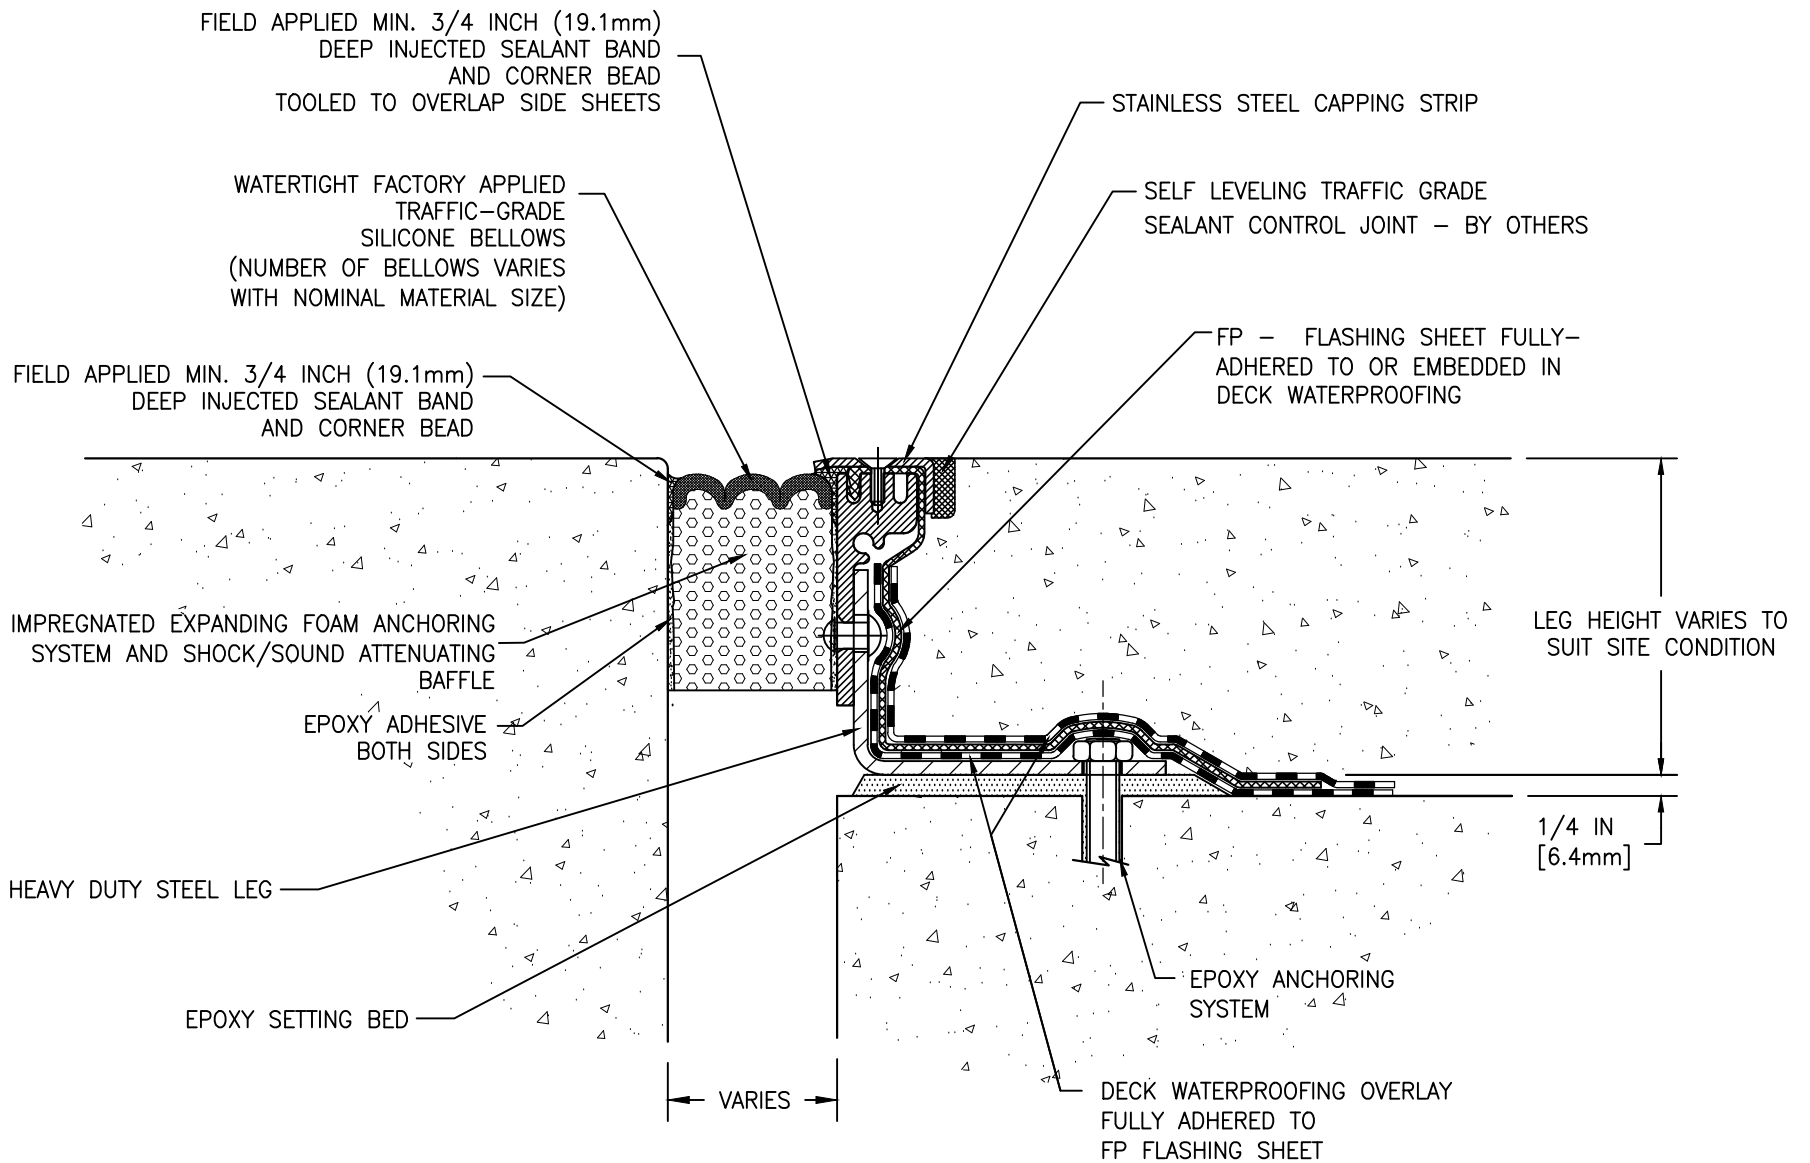 FIELD APPLIED MIN. 3/4 INCH (19.1mm)
DEEP INJECTED SEALANT BAND
AND CORNER BEAD
TOOLED TO OVERLAP SIDE SHEETS
STAINLESS STEEL CAPPING STRIP
WATERTIGHT FACTORY APPLIED
TRAFFIC-GRADE
SILICONE BELLOWS
(NUMBER OF BELLOWS VARIES
WITH NOMINAL MATERIAL SIZE)
SELF LEVELING TRAFFIC GRADE
SEALANT CONTROL JOINT - BY OTHERS
FP - FLASHING SHEET FULLY-
ADHERED TO OR EMBEDDED IN
DECK WATERPROOFING
FIELD APPLIED MIN. 3/4 INCH (19.1mm)
DEEP INJECTED SEALANT BAND
AND CORNER BEAD
IMPREGNATED EXPANDING FOAM ANCHORING
SYSTEM AND SHOCK/SOUND ATTENUATING
BAFFLE
LEG HEIGHT VARIES TO
SUIT SITE CONDITION
EPOXY ADHESIVE
BOTH SIDES
1/4 IN
[6.4mm]
HEAVY DUTY STEEL LEG
EPOXY ANCHORING
SYSTEM
EPOXY SETTING BED
VARIES
DECK WATERPROOFING OVERLAY
FULLY ADHERED TO
FP FLASHING SHEET